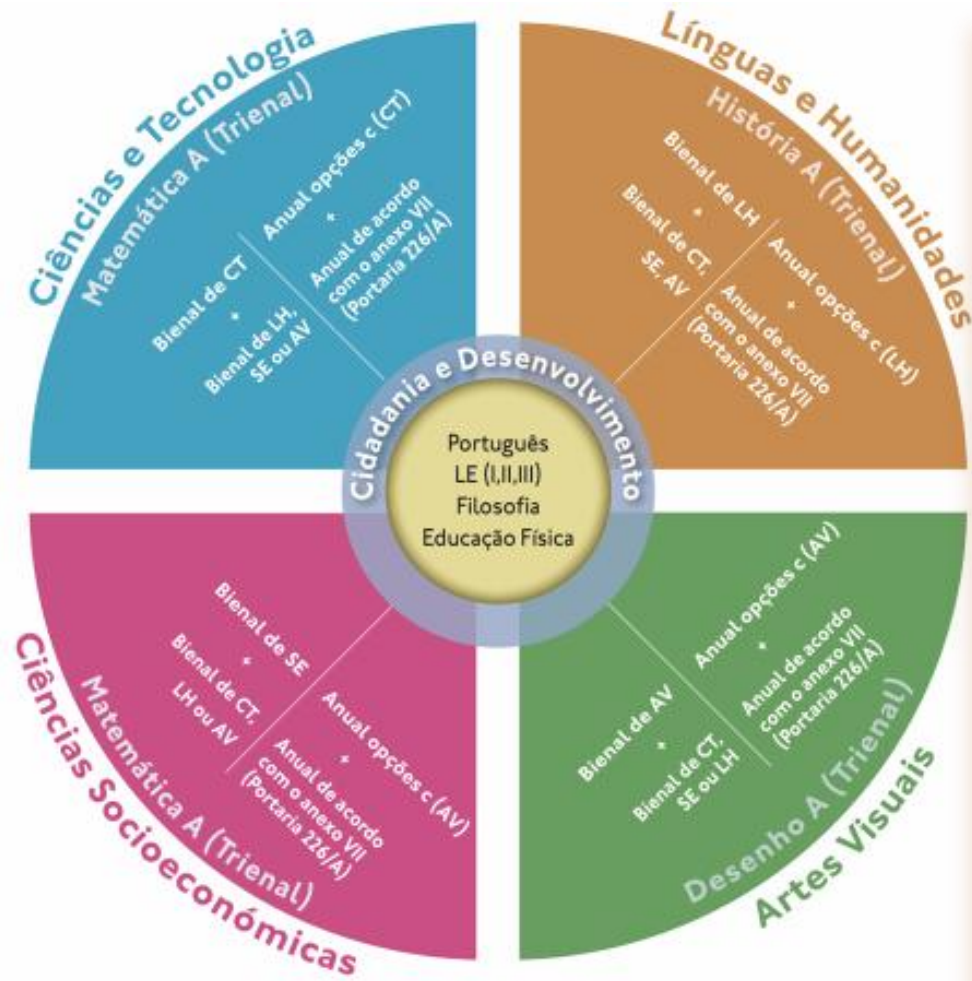 Ciências e Tecnologia
Matemática A (Trienal)
Bienal de CT
+
Bienal de LH,
SE ou AV
Anual opções c (CT)
+
Anual de acordo
com o anexo VII
(Portaria 226/A)
Línguas e Humanidades
História A (Trienal)
Bienal de LH
+
Bienal de CT,
SE, AV
Anual opções c (LH)
+
Anual de acordo
com o anexo VII
(Portaria 226/A)
Cidadania e Desenvolvimento
Português
LE (I,II,III)
Filosofia
Educação Física
Ciências Socioeconómicas
Matemática A (Trienal)
Bienal de SE
+
Bienal de CT,
LH ou AV
Anual opções c (AV)
+
Anual de acordo
com o anexo VII
(Portaria 226/A)
Artes Visuais
Desenho A (Trienal)
Bienal de AV
+
Bienal de CT,
SE ou LH
Anual opções c (AV)
+
Anual de acordo
com o anexo VII
(Portaria 226/A)